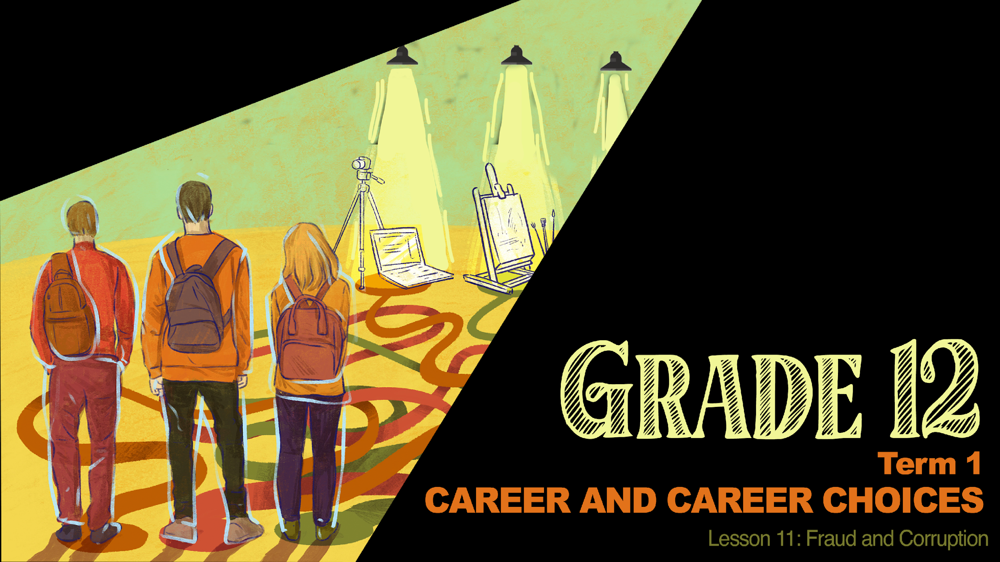 GRADE 12
Term 1
CAREER AND CAREER CHOICES
Lesson 11: Fraud and Corruption